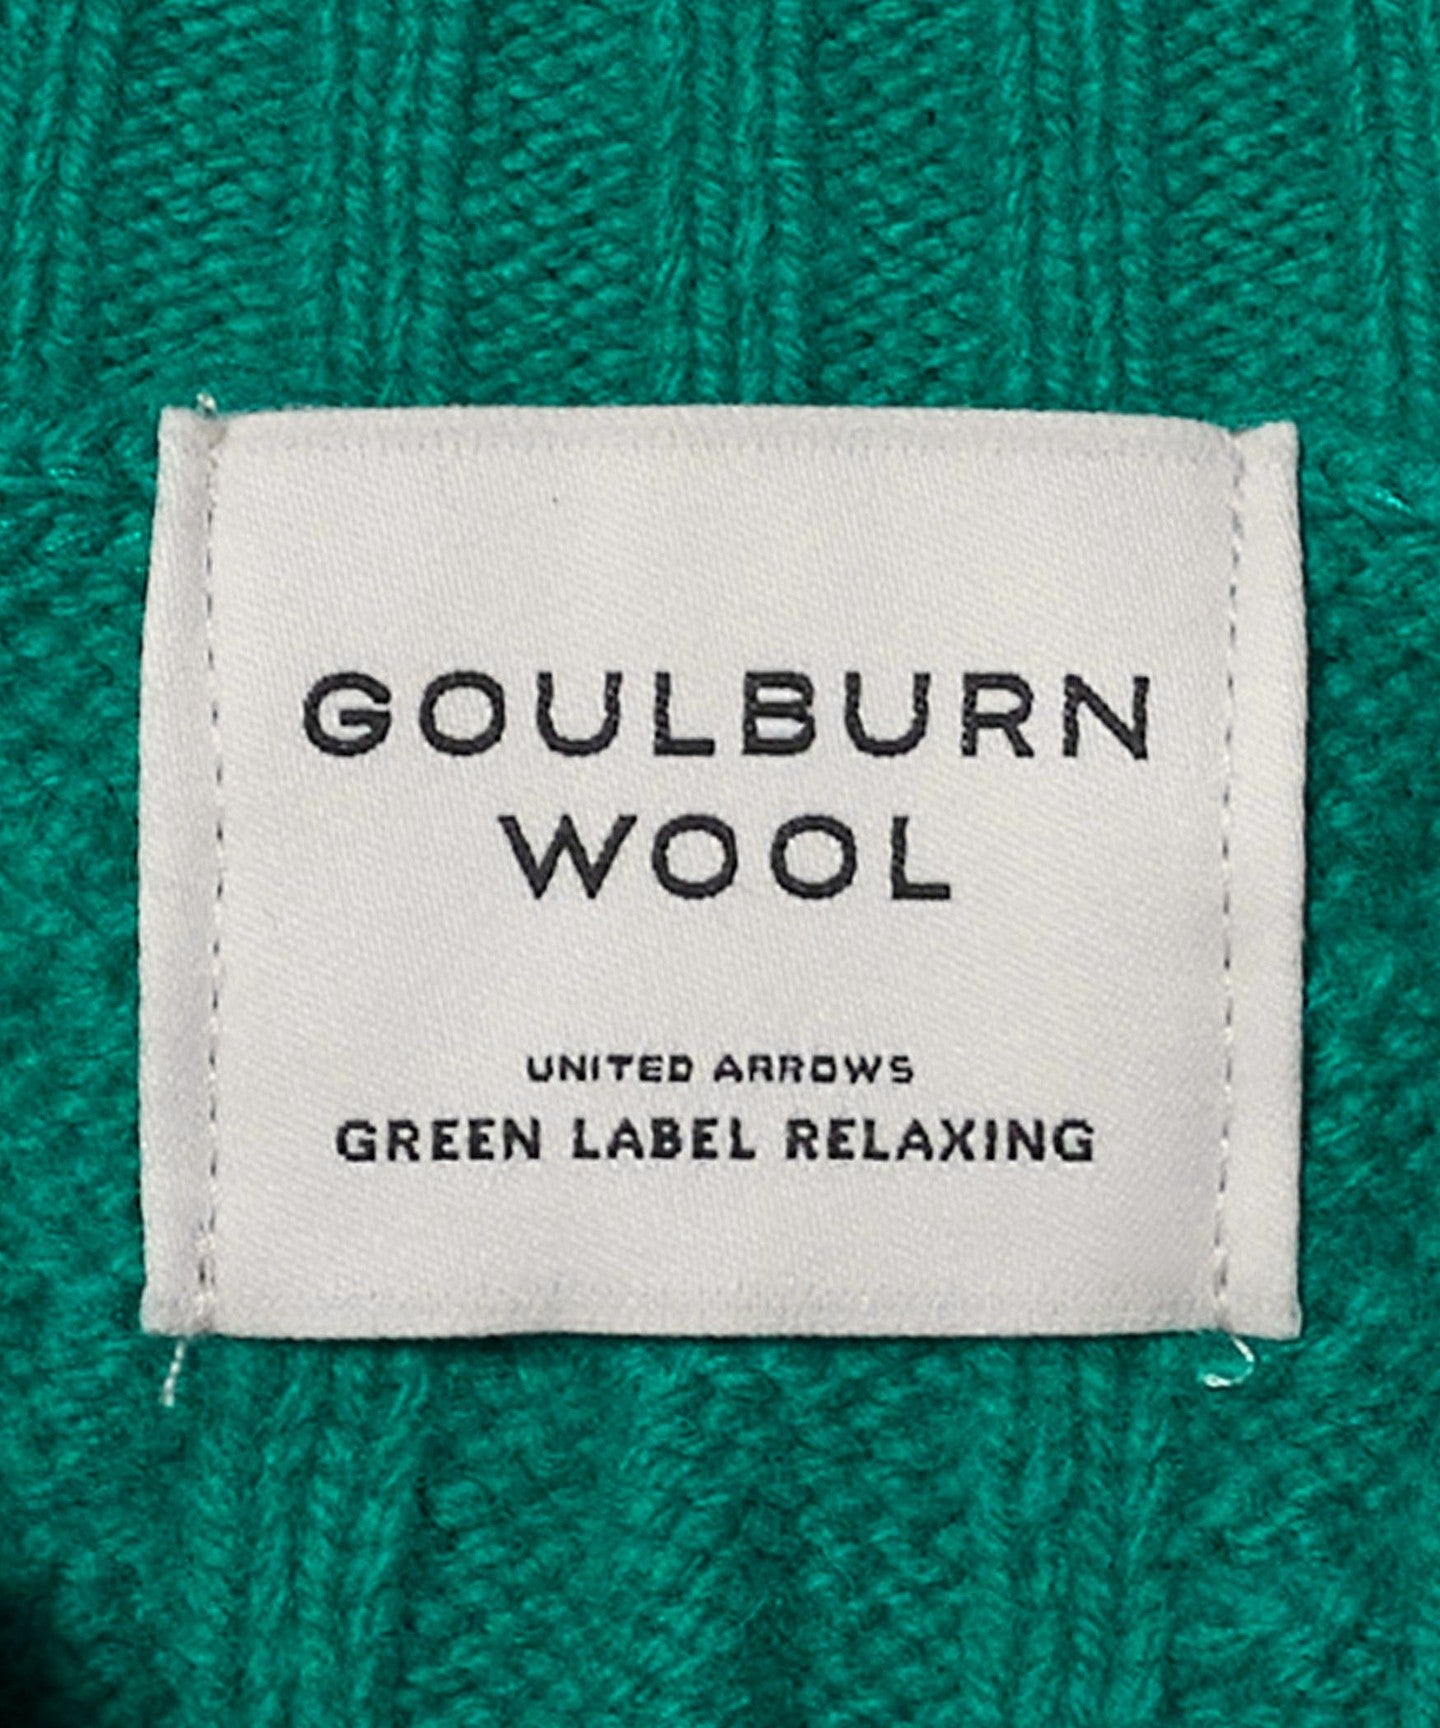 GOULBURN
WOOL
UNITED ARROWS
GREEN LABEL RELAXING